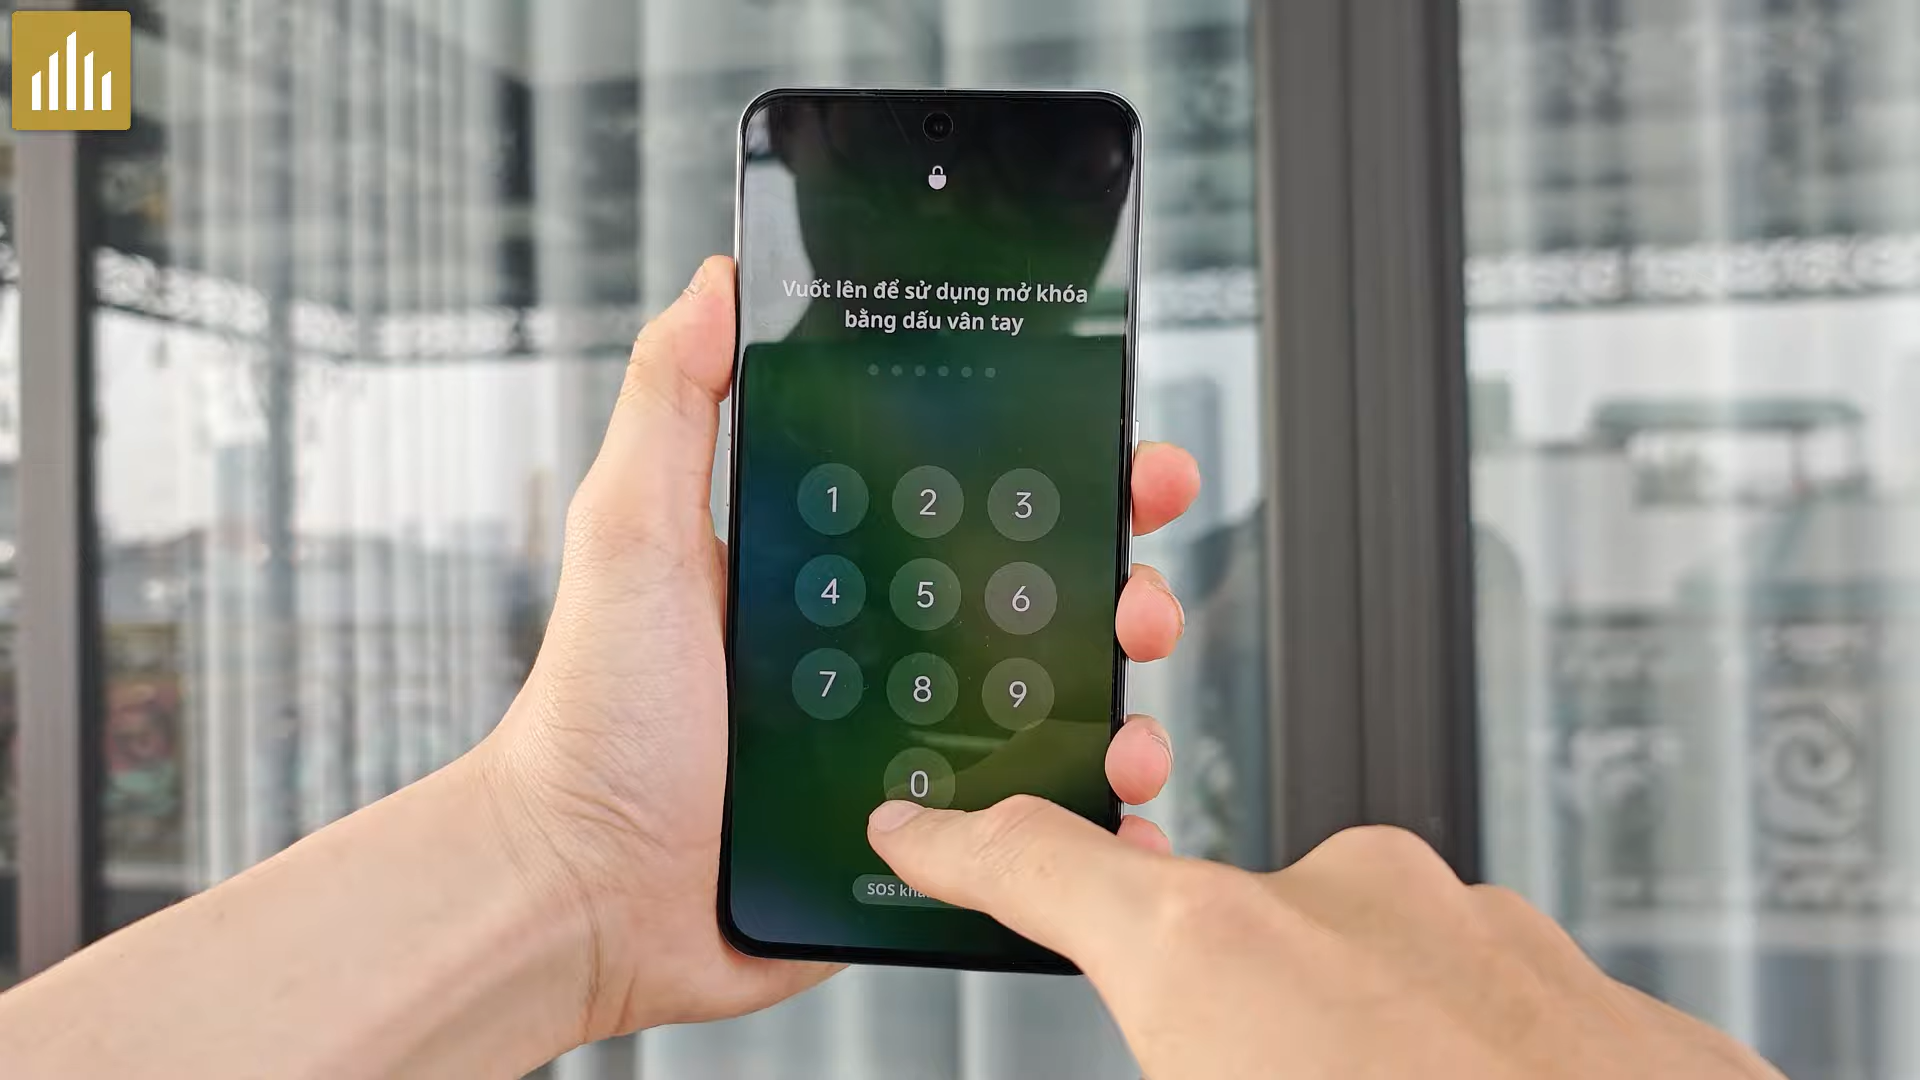 Vuốt lên để sử dụng mở khóa
bằng dấu vân tay
1 2 3
4 5 6
7 8 9
0
SOS